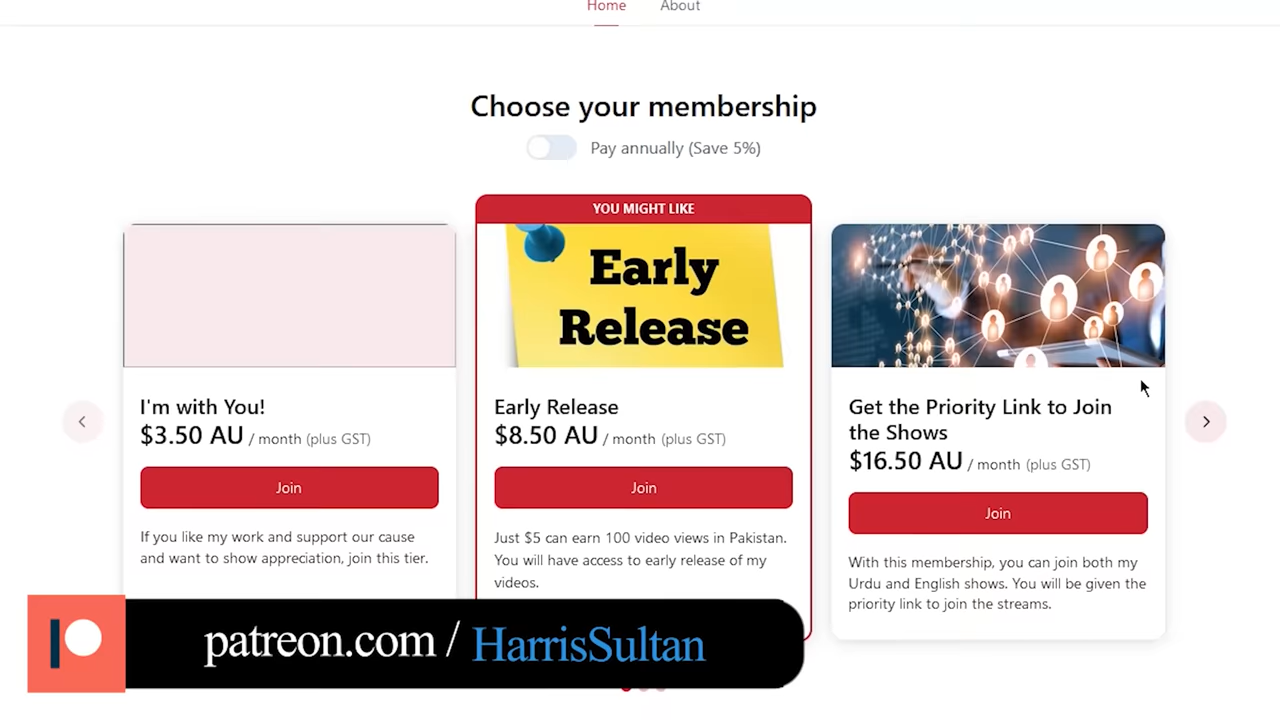 Home About
Choose your membership
Pay annually (Save 5%)
YOU MIGHT LIKE
Early
Release
I'm with You!
$3.50 AU / month (plus GST)
Join
If you like my work and support our cause
and want to show appreciation, join this tier.
Early Release
$8.50 AU / month (plus GST)
Join
Just $5 can earn 100 video views in Pakistan.
You will have access to early release of my
videos.
Get the Priority Link to Join
the Shows
$16.50 AU / month (plus GST)
Join
With this membership, you can join both my
Urdu and English shows. You will be given the
priority link to join the streams.
patreon.com / HarrisSultan